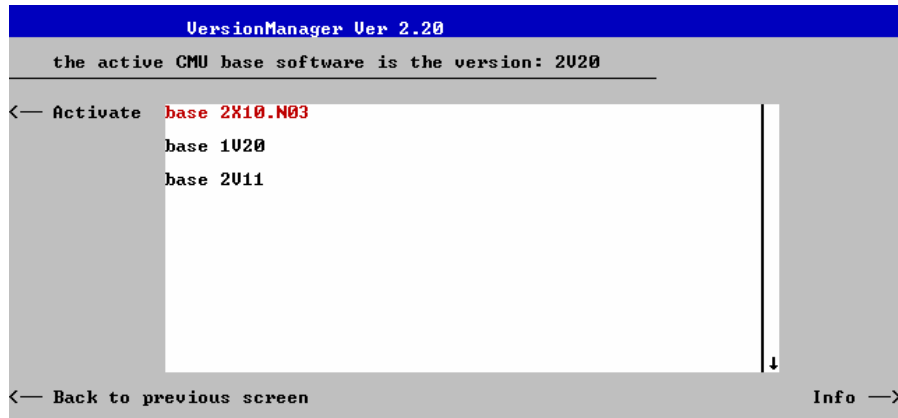 VersionManager Ver 2.20
the active CMU base software is the version: 2V20
<— Activate base 2X10.N03
base 1V20
base 2V11
↓
<— Back to previous screen Info —>